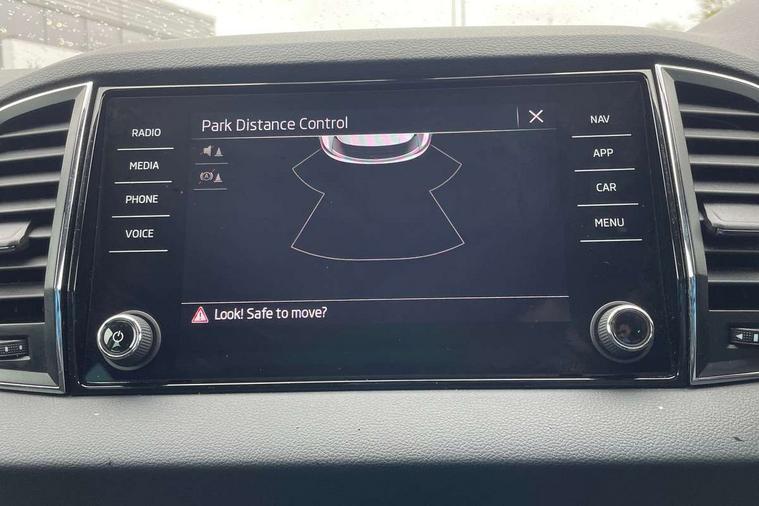 Park Distance Control
RADIO
MEDIA
PHONE
VOICE
NAV
APP
CAR
MENU
Look! Safe to move?